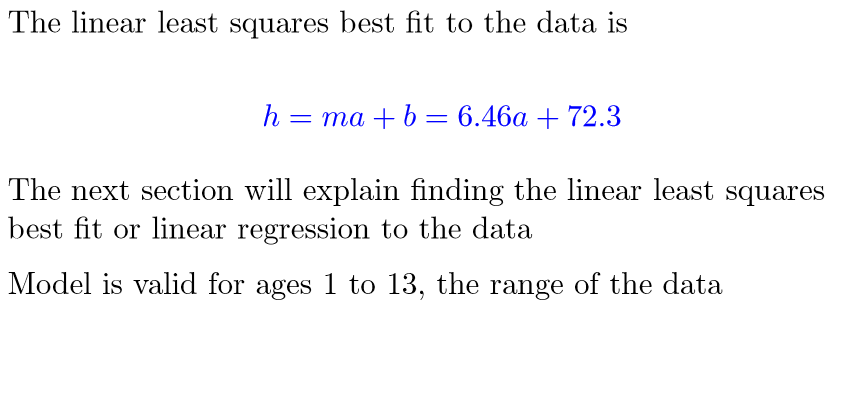 The linear least squares best fit to the data is
h = ma + b = 6.46a + 72.3
The next section will explain finding the linear least squares
best fit or linear regression to the data
Model is valid for ages 1 to 13, the range of the data